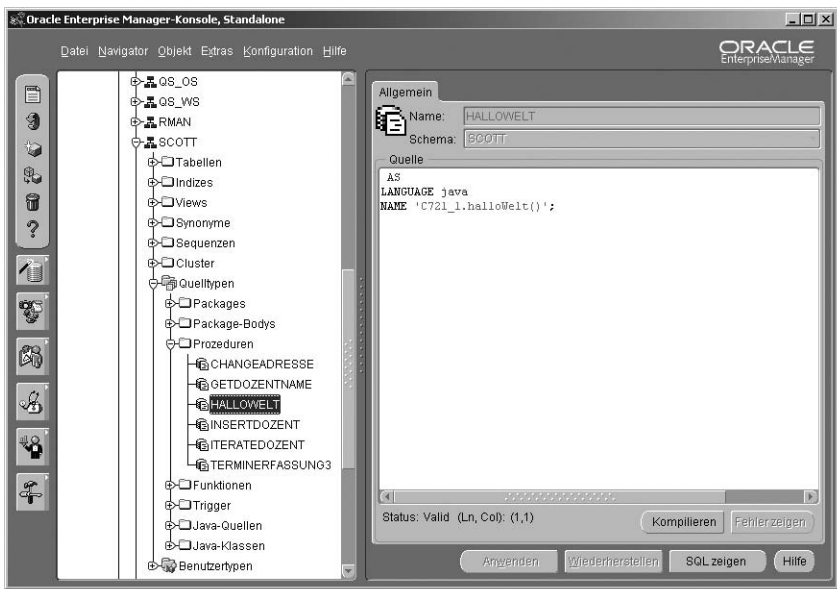 Oracle Enterprise Manager-Konsole, Standalone
Datei Navigator Objekt Extras Konfiguration Hilfe
ORACLE
EnterpriseManager
QS_OS
QS_WS
RMAN
SCOTT
Tabellen
Indizes
Views
Synonyme
Sequenzen
Cluster
Quelltypen
Packages
Package-Bodys
Prozeduren
CHANGEADRESSE
GETDOZENTNAME
HALLOWELT
INSERTDOZENT
ITERATEDOZENT
TERMINERFASSUNG3
Funktionen
Trigger
Java-Quellen
Java-Klassen
Benutzertypen
Allgemein
Name: HALLOWELT
Schema: SCOTT
Quelle
AS
LANGUAGE java
NAME 'C721_1.halloWelt()';
Status: Valid (Ln, Col): (1,1)
Kompilieren Fehler zeigen
Anwenden Wiederherstellen SQL zeigen Hilfe